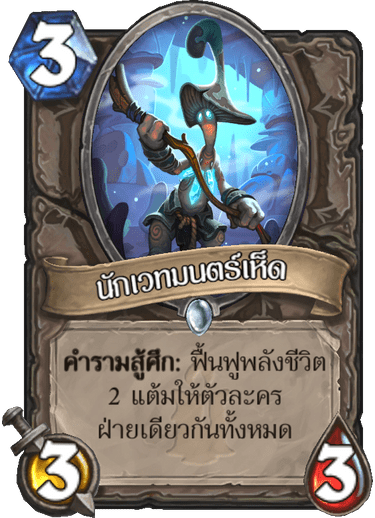 3
นักเวทมนตร์เห็ด
คำรามสู้ศึก: ฟื้นฟูพลังชีวิต
2 แต้มให้ตัวละคร
ฝ่ายเดียวกันทั้งหมด
3 3